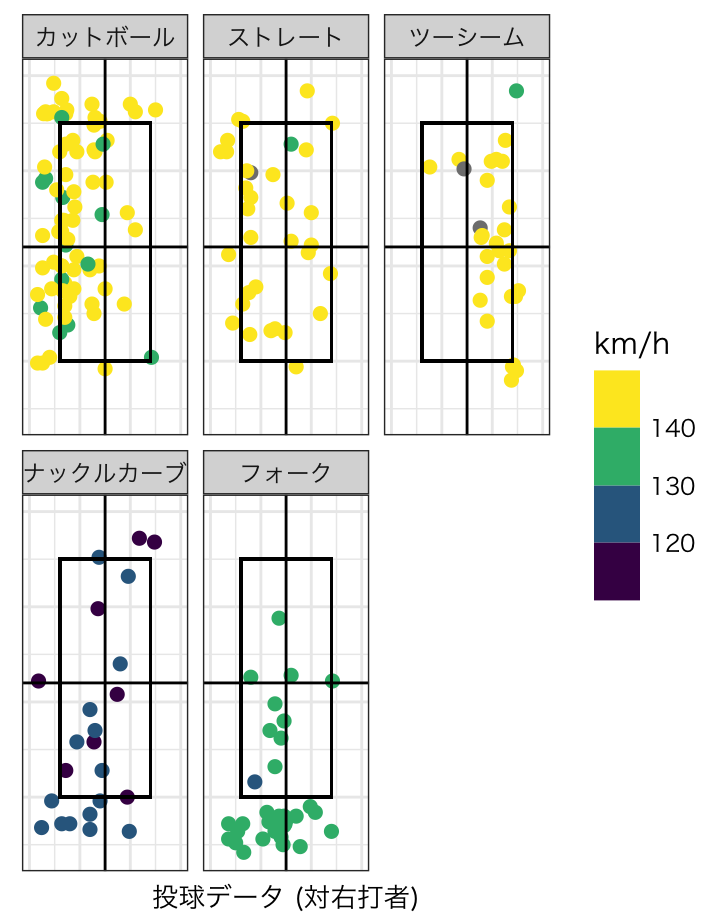 カットボール
ストレート
ツーシーム
km/h
140
130
120
ナックルカーブ
フォーク
投球データ (対右打者)